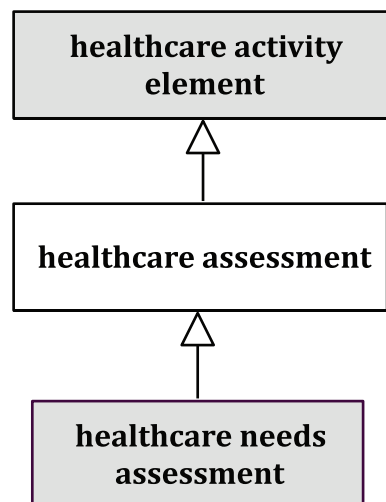 healthcare activity
element
healthcare assessment
healthcare needs
assessment